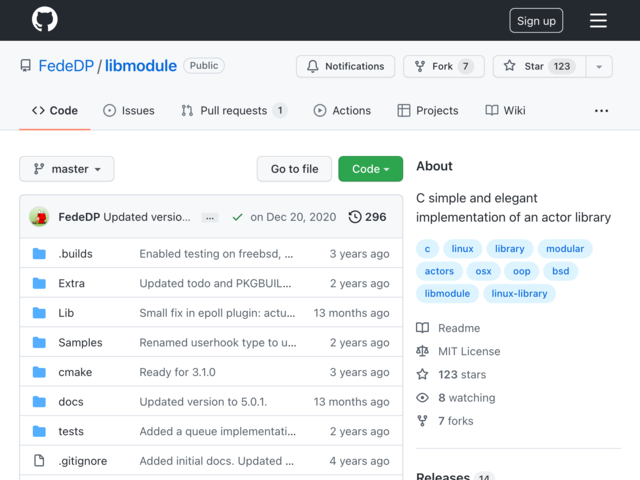 Sign up
FedeDP / libmodule Public
Notifications
Fork 7
Star 123
Code
Issues
Pull requests 1
Actions
Projects
Wiki
master
Go to file
Code
FedeDP Updated versio... ... on Dec 20, 2020 296
.builds Enabled testing on freebsd, ... 3 years ago
Extra Updated todo and PKGBUIL... 2 years ago
Lib Small fix in epoll plugin: actu... 13 months ago
Samples Renamed userhook type to u... 2 years ago
cmake Ready for 3.1.0 3 years ago
docs Updated version to 5.0.1. 13 months ago
tests Added a queue implementati... 2 years ago
.gitignore Added initial docs. Updated ... 4 years ago
About
C simple and elegant
implementation of an actor library
c linux library modular
actors osx oop bsd
libmodule linux-library
Readme
MIT License
123 stars
8 watching
7 forks
Releases 14